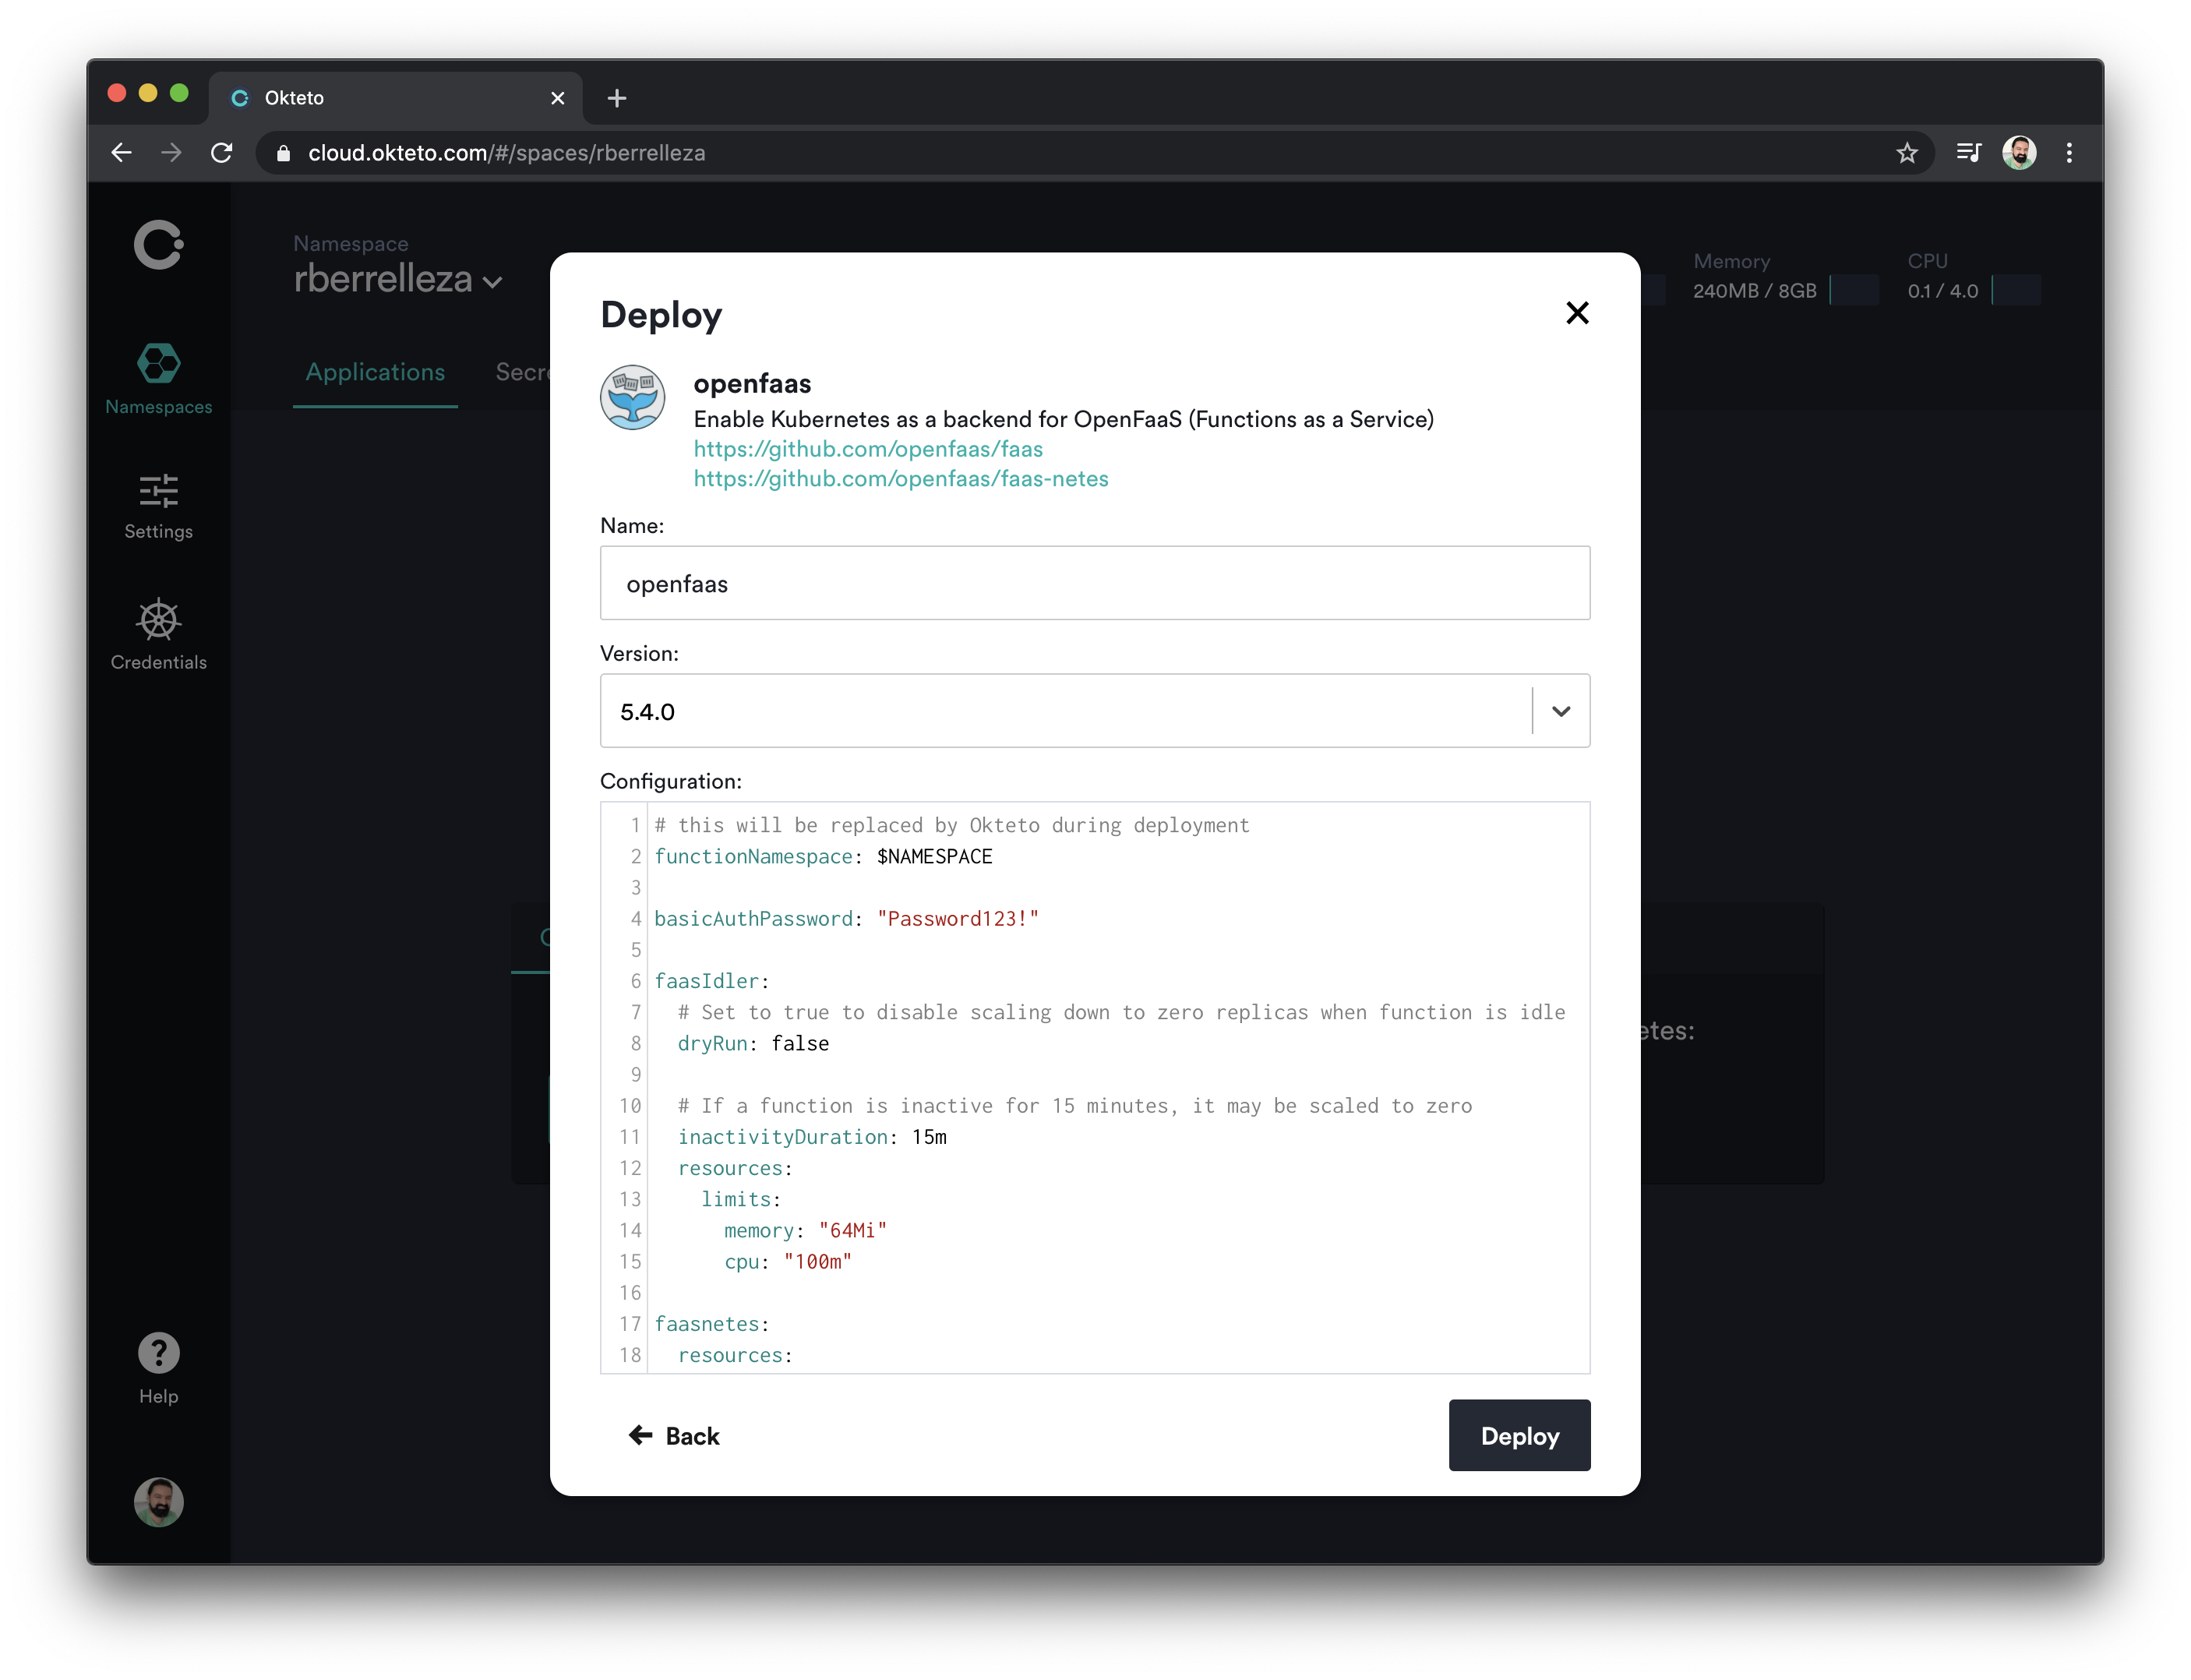 Okteto
cloud.okteto.com/#/spaces/rberrelleza
Namespace
rberrelleza
Memory
240MB / 8GB
CPU
0.1 / 4.0
Applications
Namespaces
Settings
Credentials
Help
Deploy
openfaas
Enable Kubernetes as a backend for OpenFaaS (Functions as a Service)
https://github.com/openfaas/faas
https://github.com/openfaas/faas-netes
Name:
openfaas
Version:
5.4.0
Configuration:
1 # this will be replaced by Okteto during deployment
2 functionNamespace: $NAMESPACE
3
4 basicAuthPassword: "Password123!"
5
6 faasIdler:
7 # Set to true to disable scaling down to zero replicas when function is idle
8 dryRun: false
9
10 # If a function is inactive for 15 minutes, it may be scaled to zero
11 inactivityDuration: 15m
12 resources:
13 limits:
14 memory: "64Mi"
15 cpu: "100m"
16
17 faasnetes:
18 resources:
Back
Deploy